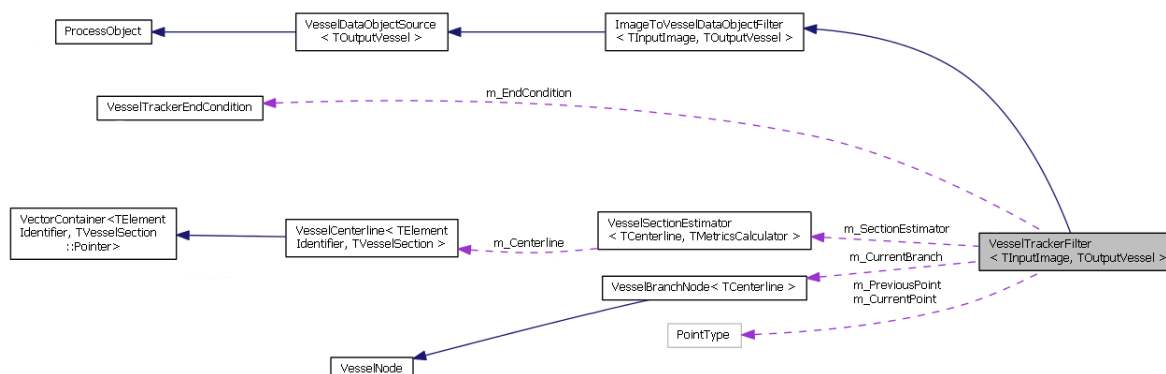 VesselDataObjectSource
< TOutputVessel >
ImageToVesselDataObjectFilter
< TInputImage, TOutputVessel >
ProcessObject
m_EndCondition
VesselTrackerEndCondition
VectorContainer<TElement
Identifier, TVesselSection
::Pointer>
VesselCenterline< TElement
Identifier, TVesselSection >
m_Centerline
VesselSectionEstimator
< TCenterline, TMetricsCalculator >
m_SectionEstimator
VesselTrackerFilter
< TInputImage, TOutputVessel >
m_CurrentBranch
VesselBranchNode< TCenterline >
m_PreviousPoint
m_CurrentPoint
PointType
VesselNode